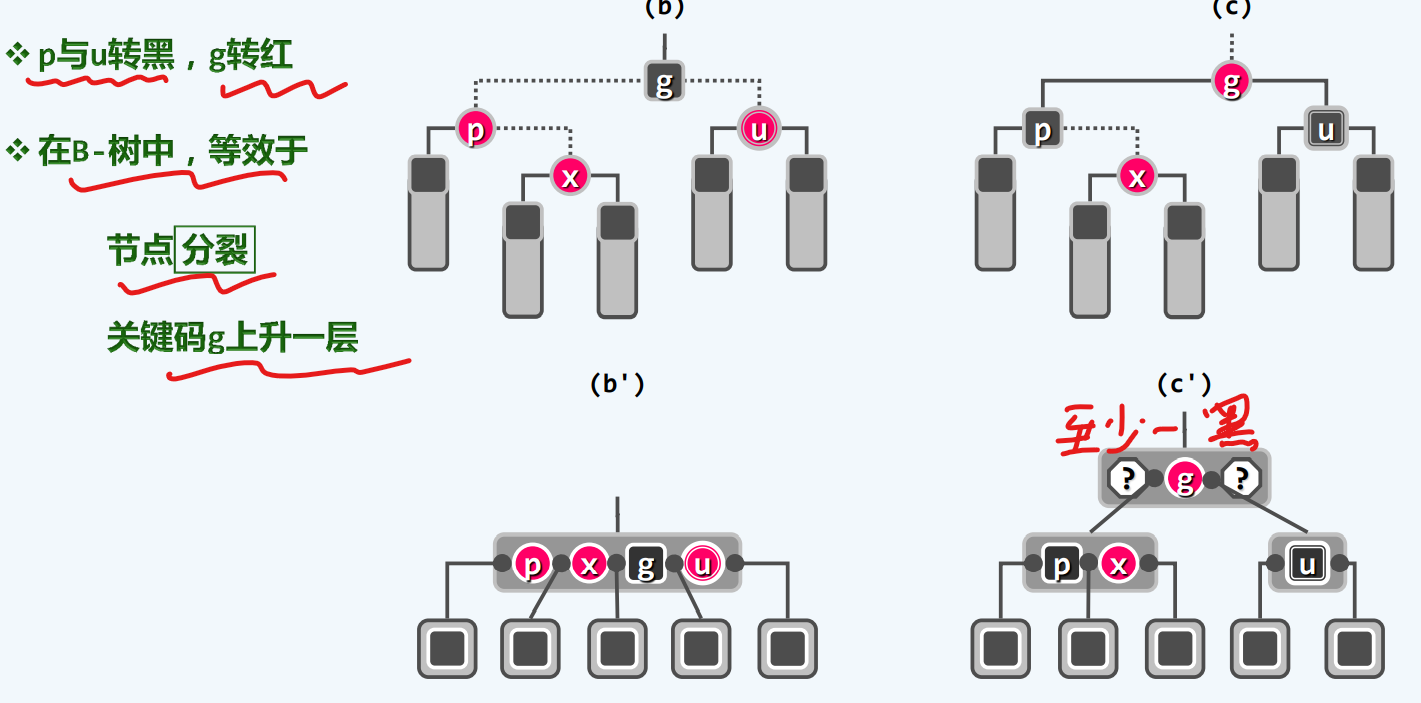 (b)
(c)
p与u转黑，g转红
在B-树中，等效于
节点分裂
关键码g上升一层
g
p
u
x
g
p
u
x
(b')
(c')
至少一黑
? g ?
p x g u
p x
u